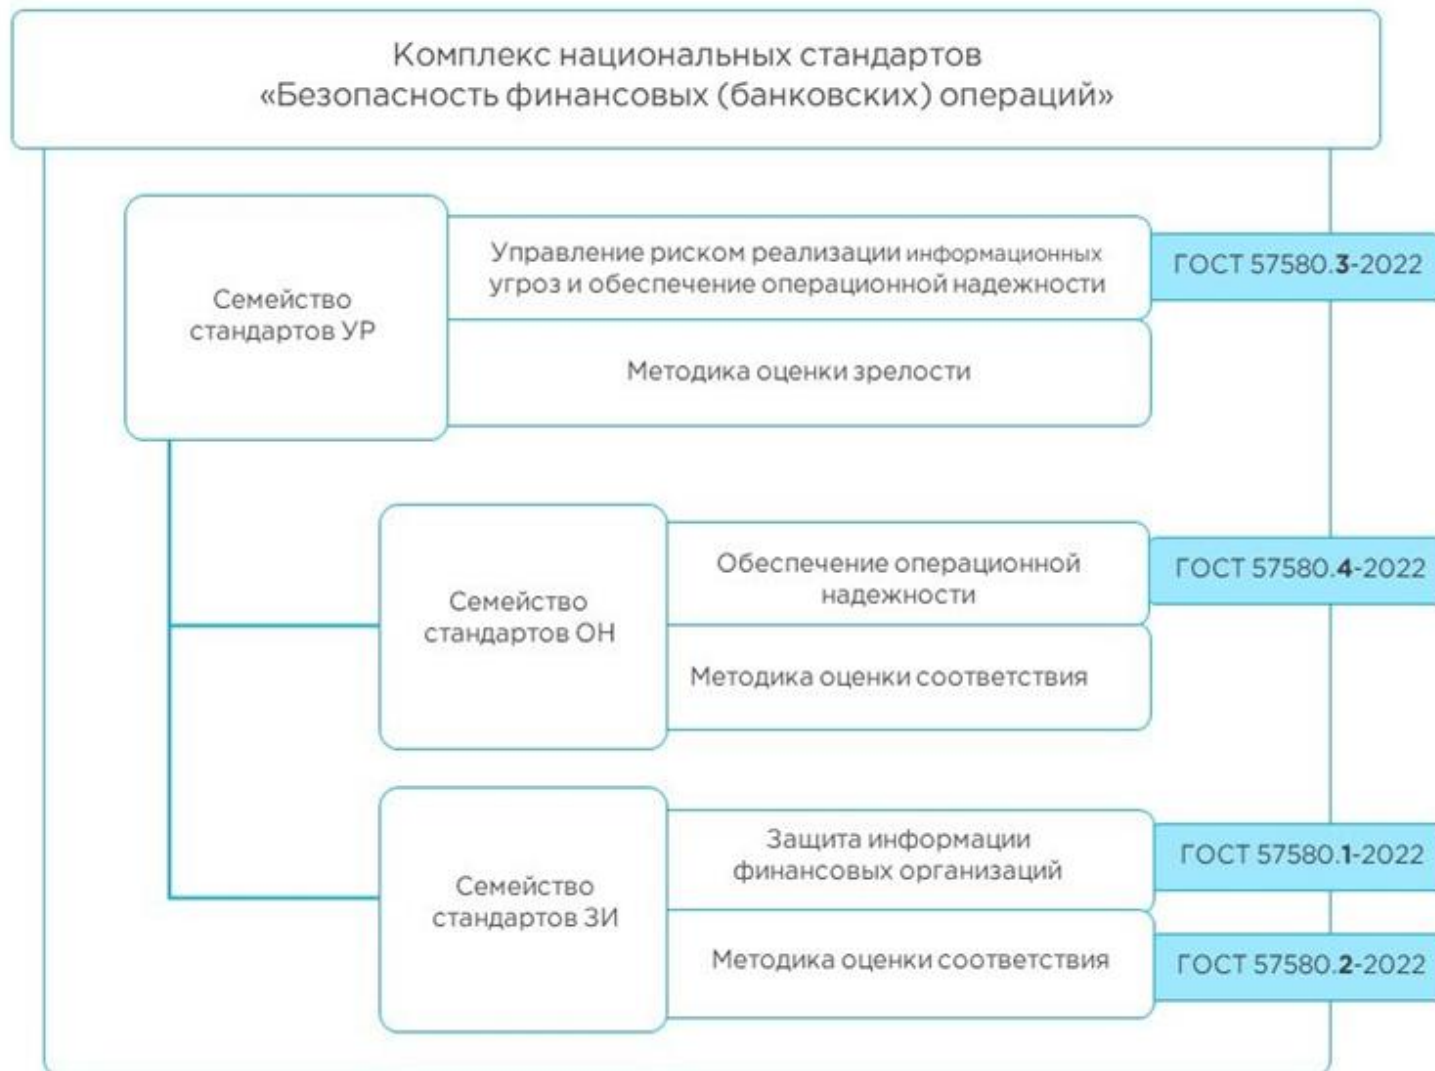 Комплекс национальных стандартов
«Безопасность финансовых (банковских) операций»
Семейство
стандартов УР
Управление риском реализации информационных
угроз и обеспечение операционной надежности
ГОСТ 57580.3-2022
Методика оценки зрелости
Семейство
стандартов ОН
Обеспечение операционной
надежности
ГОСТ 57580.4-2022
Методика оценки соответствия
Семейство
стандартов ЗИ
Защита информации
финансовых организаций
ГОСТ 57580.1-2022
Методика оценки соответствия
ГОСТ 57580.2-2022